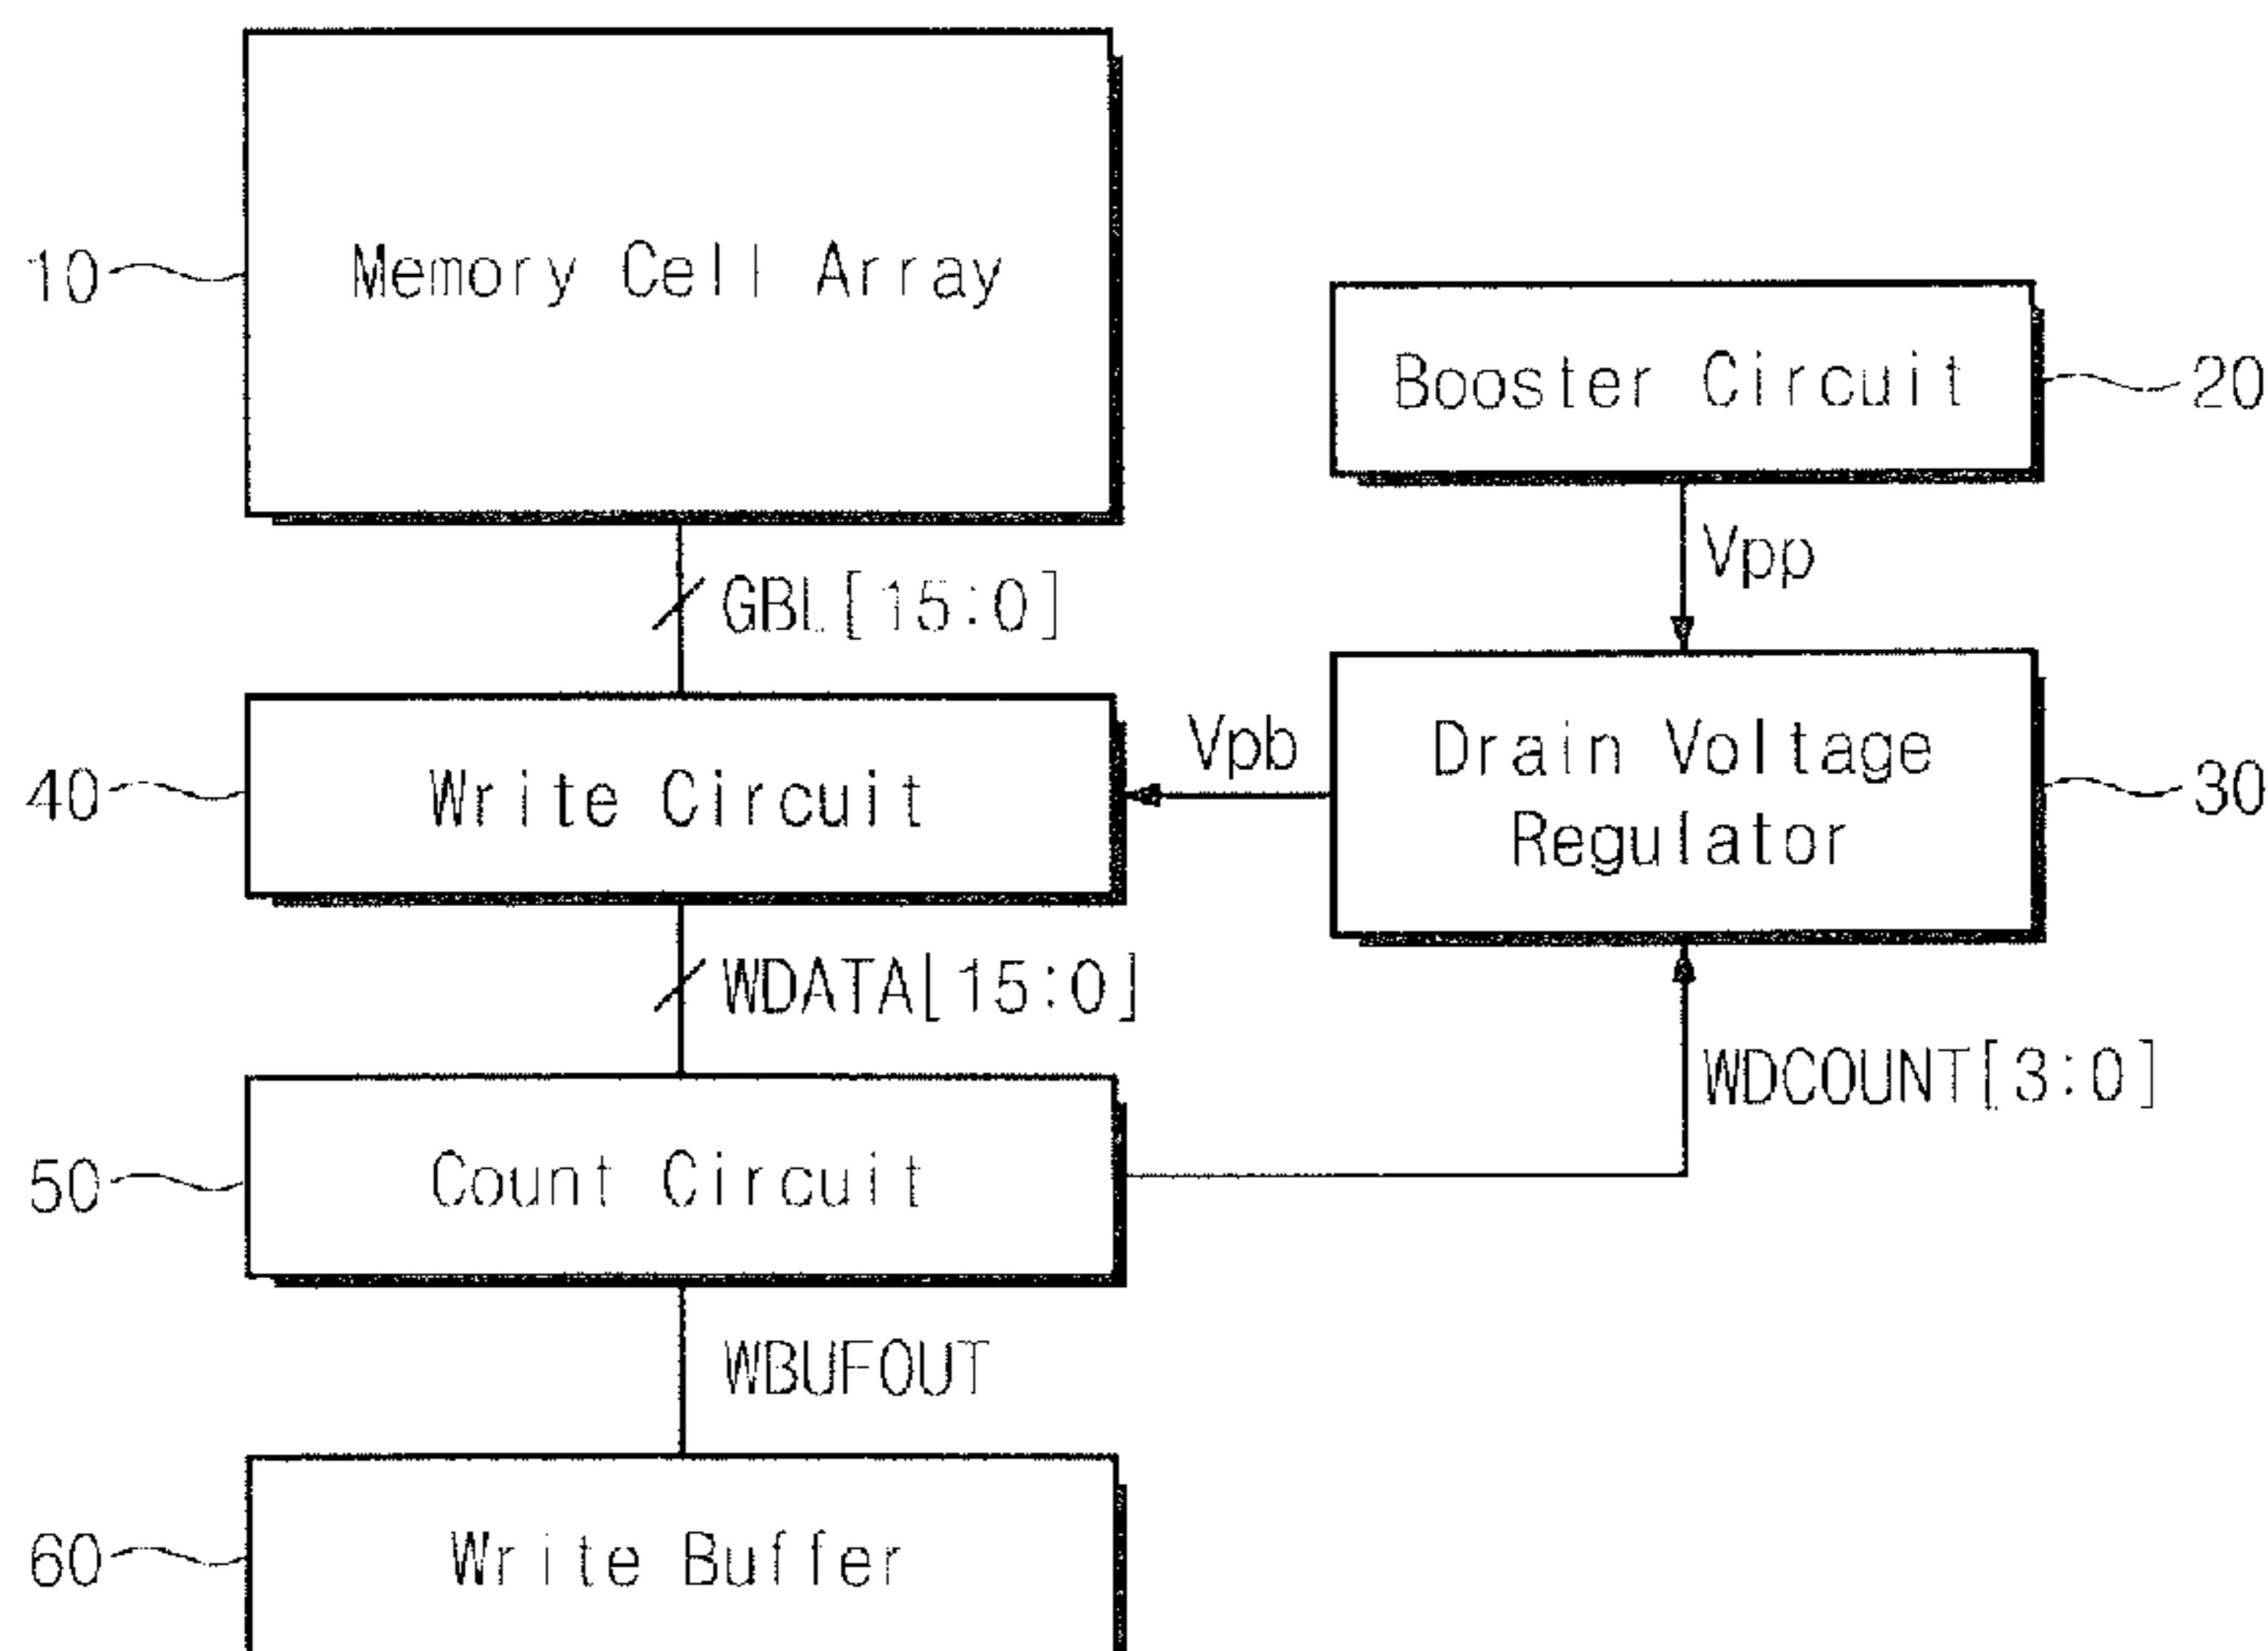 10
Memory Cell Array
Booster Circuit
20
Vpp
GBL[15:0]
40
Write Circuit
Vpb
Drain Voltage
Regulator
30
WDATA[15:0]
WDCOUNT[3:0]
50
Count Circuit
WBUFOUT
60
Write Buffer